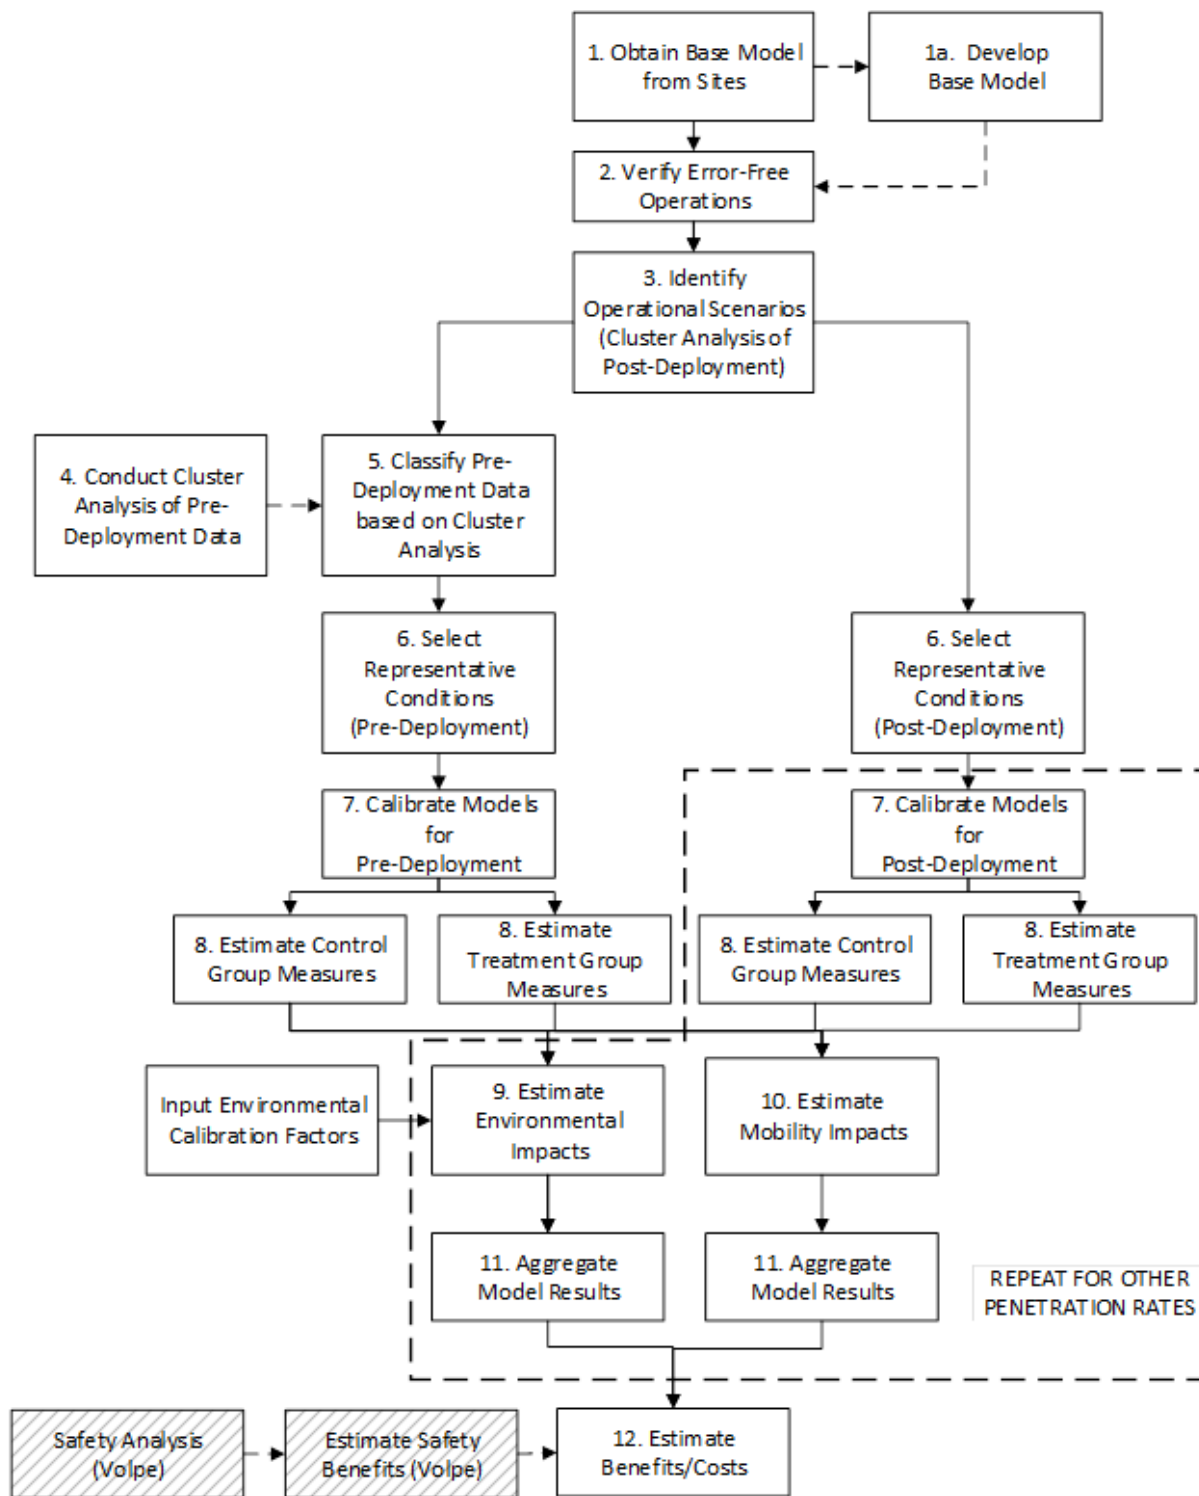 1. Obtain Base Model
from Sites
1a. Develop
Base Model
2. Verify Error-Free
Operations
3. Identify
Operational Scenarios
(Cluster Analysis of
Post-Deployment)
4. Conduct Cluster
Analysis of Pre-
Deployment Data
5. Classify Pre-
Deployment Data
based on Cluster
Analysis
6. Select
Representative
Conditions
(Pre-Deployment)
6. Select
Representative
Conditions
(Post-Deployment)
7. Calibrate Models
for
Pre-Deployment
7. Calibrate Models
for
Post-Deployment
8. Estimate Control
Group Measures
8. Estimate
Treatment Group
Measures
8. Estimate Control
Group Measures
8. Estimate
Treatment Group
Measures
Input Environmental
Calibration Factors
9. Estimate
Environmental
Impacts
10. Estimate
Mobility Impacts
11. Aggregate
Model Results
11. Aggregate
Model Results
REPEAT FOR OTHER
PENETRATION RATES
Safety Analysis
(Volpe)
Estimate Safety
Benefits (Volpe)
12. Estimate
Benefits/Costs